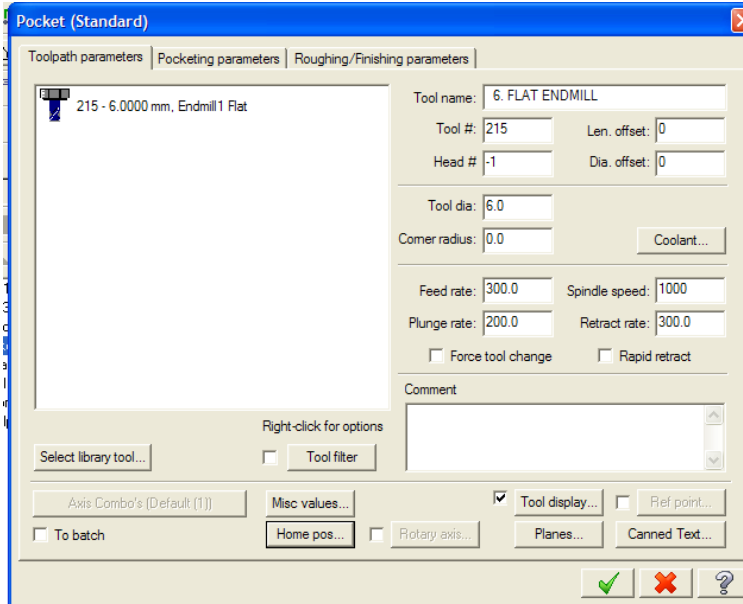 Pocket (Standard)
Toolpath parameters Pocketing parameters Roughing/Finishing parameters
215 - 6.0000 mm, Endmill1 Flat
Tool name: 6. FLAT ENDMILL
Tool #: 215 Len. offset: 0
Head # -1 Dia. offset: 0
Tool dia: 6.0
Corner radius: 0.0 Coolant...
Feed rate: 300.0 Spindle speed: 1000
Plunge rate: 200.0 Retract rate: 300.0
Force tool change Rapid retract
Comment
Right-click for options
Select library tool... Tool filter
Axis Combo's (Default (1)) Misc values... Tool display... Ref point...
To batch Home pos... Rotary axis... Planes... Canned Text...